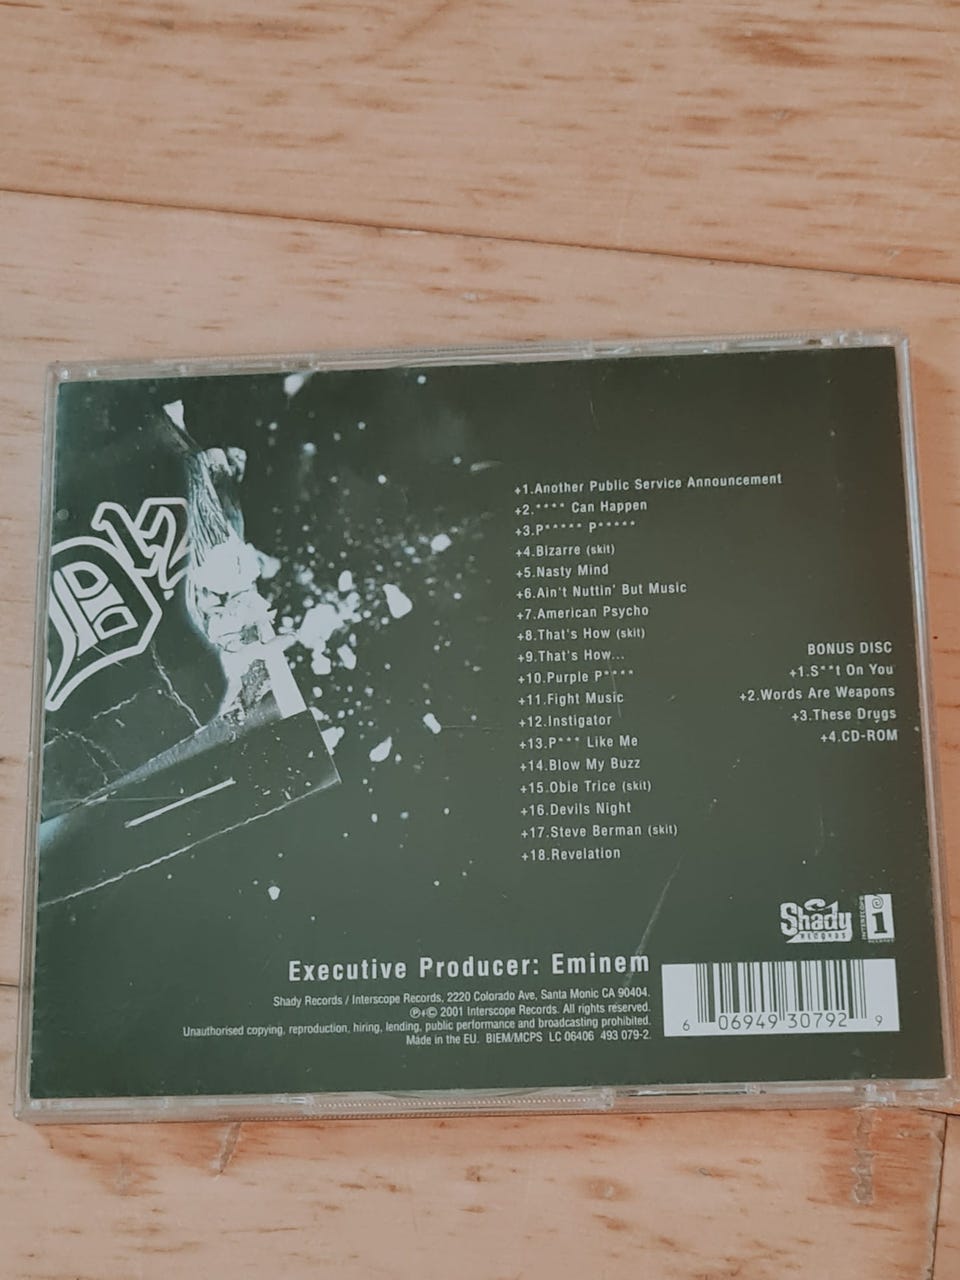 D12
+1.Another Public Service Announcement
+2.**** Can Happen
+3.P***** P*****
+4.Bizarre (skit)
+5.Nasty Mind
+6.Ain't Nuttin' But Music
+7.American Psycho
+8.That's How (skit)
+9.That's How...
+10.Purple P****
+11.Fight Music
+12.Instigator
+13.P*** Like Me
+14.Blow My Buzz
+15.Obie Trice (skit)
+16.Devils Night
+17.Steve Berman (skit)
+18.Revelation
BONUS DISC
+1.S**t On You
+2.Words Are Weapons
+3.These Drugs
+4.CD-ROM
Shady
RECORDS
INTERSCOPE
RECORDS
i
Executive Producer: Eminem
Shady Records / Interscope Records, 2220 Colorado Ave, Santa Monic CA 90404.
℗+© 2001 Interscope Records. All rights reserved.
Unauthorised copying, reproduction, hiring, lending, public performance and broadcasting prohibited.
Made in the EU. BIEM/MCPS LC 06406 493 079-2.
6 06949 30792 9